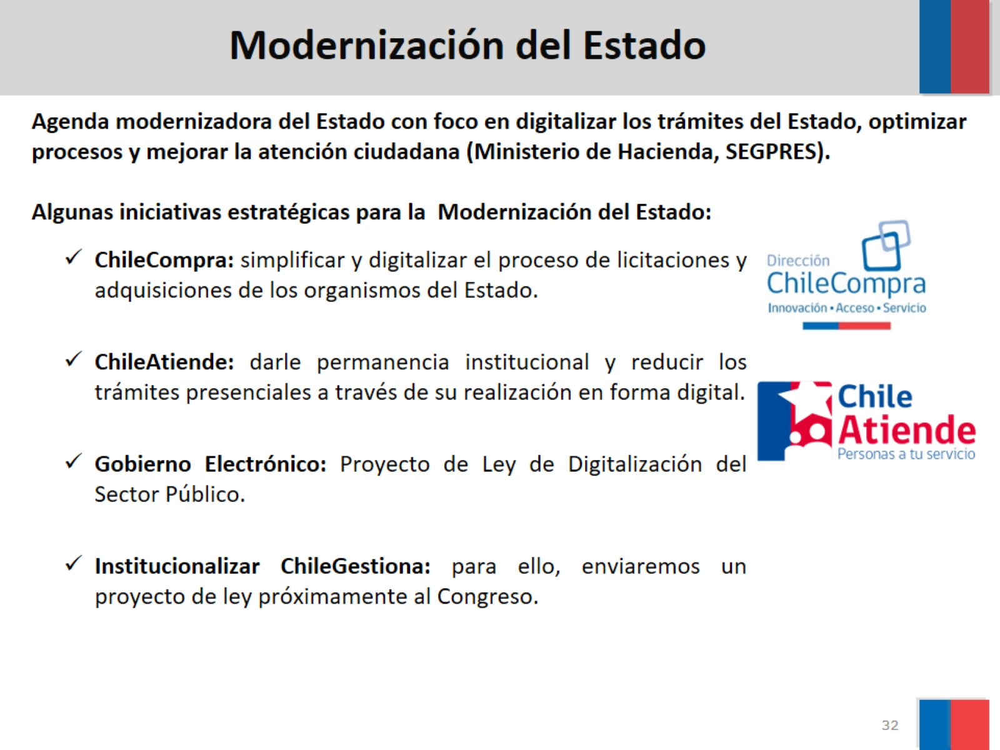 Modernización del Estado
Agenda modernizadora del Estado con foco en digitalizar los trámites del Estado, optimizar
procesos y mejorar la atención ciudadana (Ministerio de Hacienda, SEGPRES).
Algunas iniciativas estratégicas para la  Modernización del Estado:
✓ ChileCompra: simplificar y digitalizar el proceso de licitaciones y
adquisiciones de los organismos del Estado.
Dirección
ChileCompra
Innovación • Acceso • Servicio
✓ ChileAtiende: darle permanencia institucional y reducir los
trámites presenciales a través de su realización en forma digital.
Chile
Atiende
Personas a tu servicio
✓ Gobierno Electrónico: Proyecto de Ley de Digitalización del
Sector Público.
✓ Institucionalizar ChileGestiona: para ello, enviaremos un
proyecto de ley próximamente al Congreso.
32